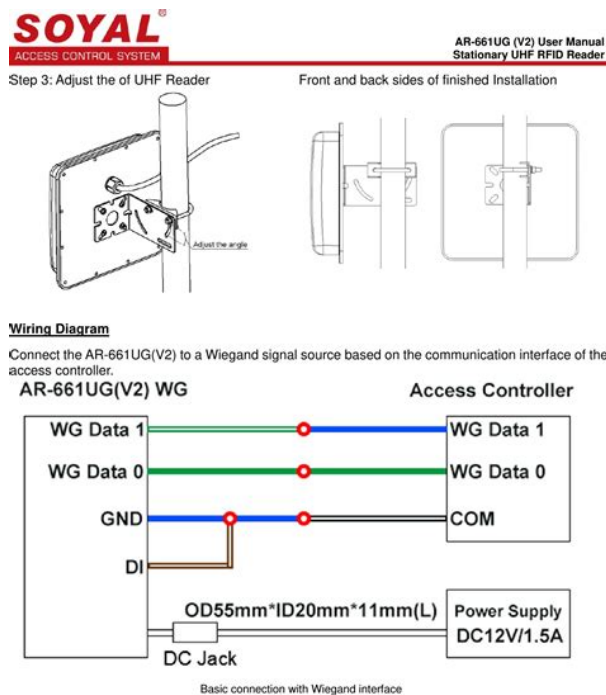 SOYAL®
ACCESS CONTROL SYSTEM
AR-661UG (V2) User Manual
Stationary UHF RFID Reader
Step 3: Adjust the of UHF Reader
Front and back sides of finished Installation
Adjust the angle
Wiring Diagram
Connect the AR-661UG(V2) to a Wiegand signal source based on the communication interface of the
access controller.
AR-661UG(V2) WG
Access Controller
WG Data 1
WG Data 1
WG Data 0
WG Data 0
GND
COM
DI
OD55mm*ID20mm*11mm(L)
Power Supply
DC12V/1.5A
DC Jack
Basic connection with Wiegand interface